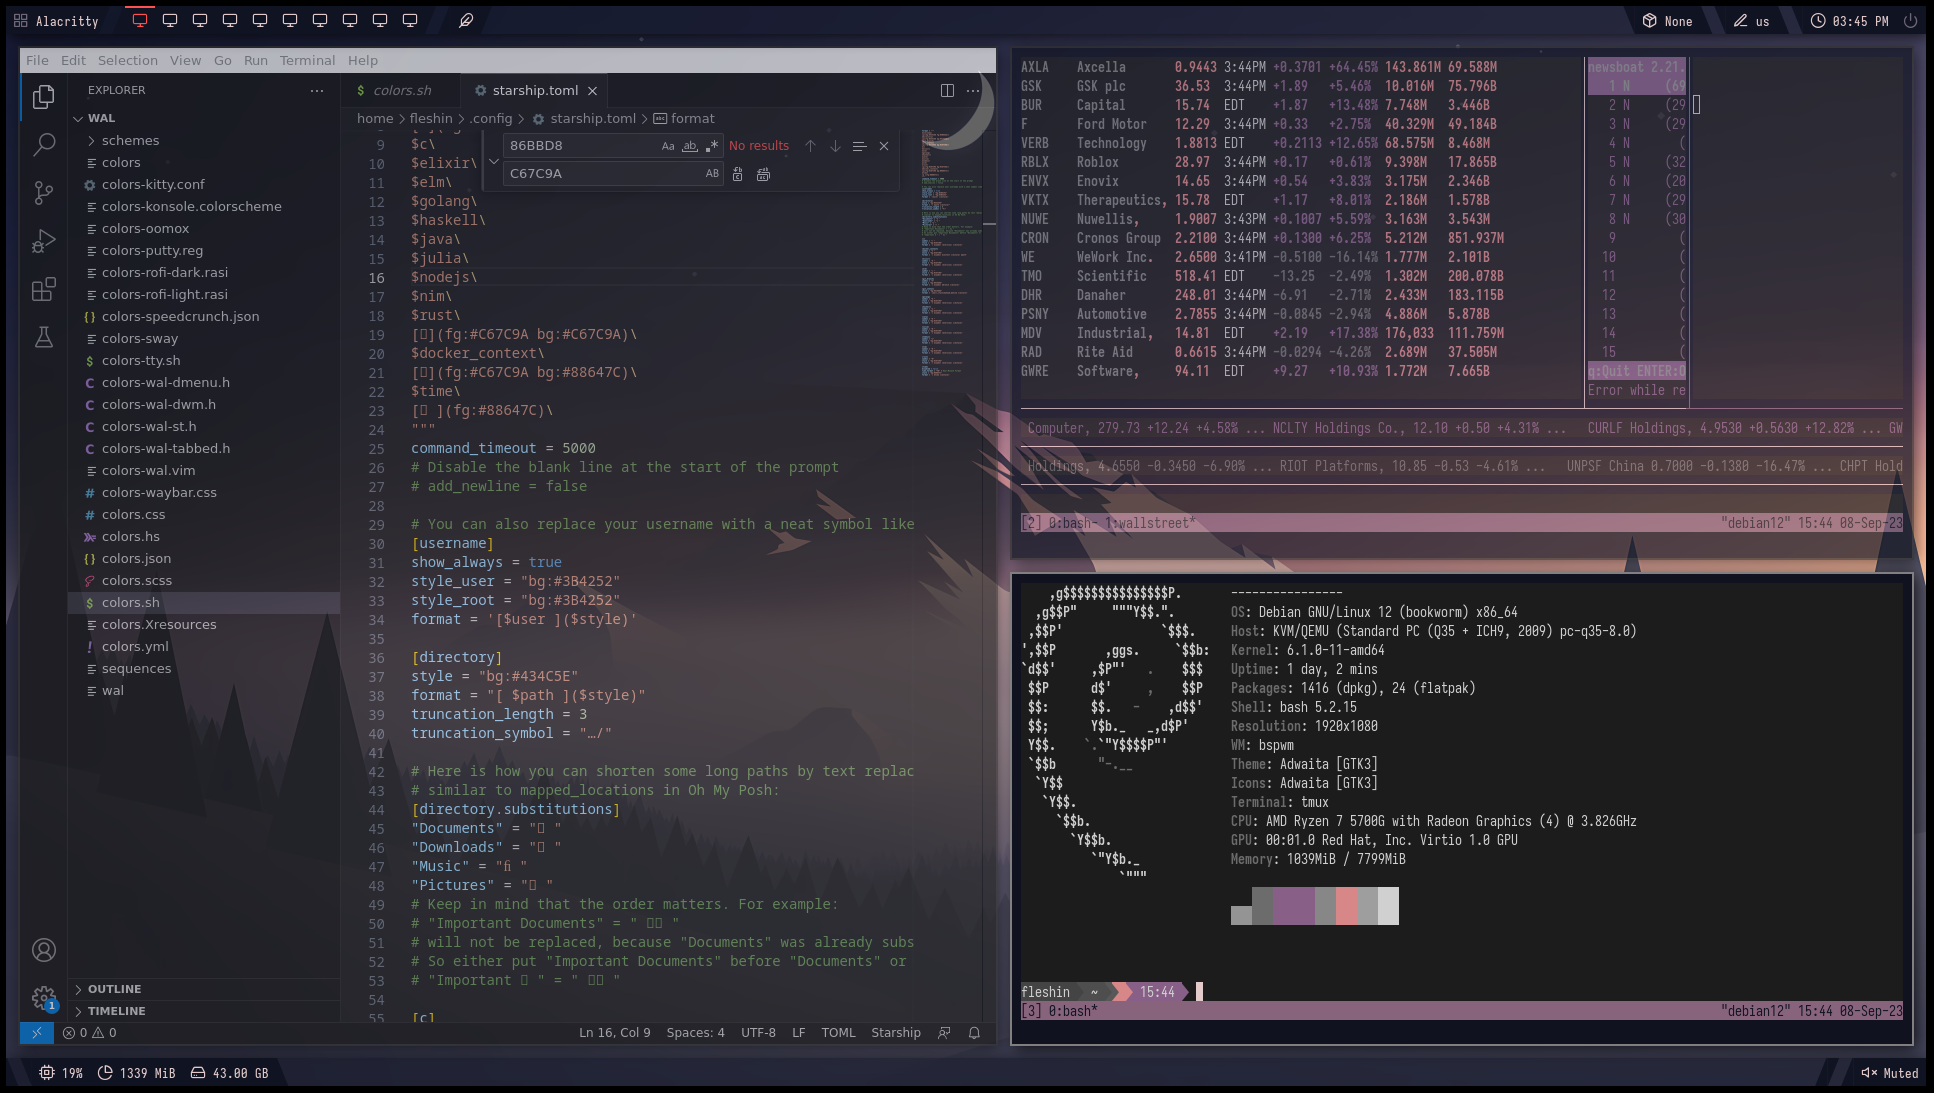 Alacritty
None
us
03:45 PM
File Edit Selection View Go Run Terminal Help
EXPLORER
WAL
schemes
colors
colors-kitty.conf
colors-konsole.colorscheme
colors-oomox
colors-putty.reg
colors-rofi-dark.rasi
colors-rofi-light.rasi
colors-speedcrunch.json
colors-sway
colors-tty.sh
colors-wal-dmenu.h
colors-wal-dwm.h
colors-wal-st.h
colors-wal-tabbed.h
colors-wal.vim
colors-waybar.css
colors.css
colors.hs
colors.json
colors.scss
colors.sh
colors.Xresources
colors.yml
sequences
wal
OUTLINE
TIMELINE
colors.sh
starship.toml
home > fleshin > .config > starship.toml > format
86BBD8 Aa ab No results
C67C9A AB
9 $c\
10 $elixir\
11 $elm\
12 $golang\
13 $haskell\
14 $java\
15 $julia\
16 $nodejs\
17 $nim\
18 $rust\
19 [](fg:#C67C9A bg:#C67C9A)\
20 $docker_context\
21 [](fg:#C67C9A bg:#88647C)\
22 $time\
23 [ ](fg:#88647C)\
24 """
25 command_timeout = 5000
26 # Disable the blank line at the start of the prompt
27 # add_newline = false
28
29 # You can also replace your username with a neat symbol like
30 [username]
31 show_always = true
32 style_user = "bg:#3B4252"
33 style_root = "bg:#3B4252"
34 format = '[$user ]($style)'
35
36 [directory]
37 style = "bg:#434C5E"
38 format = "[ $path ]($style)"
39 truncation_length = 3
40 truncation_symbol = "…/"
41
42 # Here is how you can shorten some long paths by text replac
43 # similar to mapped_locations in Oh My Posh:
44 [directory.substitutions]
45 "Documents" = " "
46 "Downloads" = " "
47 "Music" = "ﬁ "
48 "Pictures" = " "
49 # Keep in mind that the order matters. For example:
50 # "Important Documents" = "  "
51 # will not be replaced, because "Documents" was already subs
52 # So either put "Important Documents" before "Documents" or
53 # "Important  " = "  "
54
55 [c]
0 0
Ln 16, Col 9 Spaces: 4 UTF-8 LF TOML Starship
1
AXLA Axcella 0.9443 3:44PM +0.3701 +64.45% 143.861M 69.588M
GSK GSK plc 36.53 3:44PM +1.89 +5.46% 10.016M 75.796B
BUR Capital 15.74 EDT +1.87 +13.48% 7.748M 3.446B
F Ford Motor 12.29 EDT +0.33 +2.75% 40.329M 49.184B
VERB Technology 1.8813 EDT +0.2113 +12.65% 68.575M 8.468M
RBLX Roblox 28.97 3:44PM +0.17 +0.61% 9.398M 17.865B
ENVX Enovix 14.65 3:44PM +0.54 +3.83% 3.175M 2.346B
VKTX Therapeutics, 15.78 EDT +1.17 +8.01% 2.186M 1.578B
NUWE Nuwellis, 1.9007 3:43PM +0.1007 +5.59% 3.163M 3.543M
CRON Cronos Group 2.2100 3:44PM +0.1300 +6.25% 5.212M 851.937M
WE WeWork Inc. 2.6500 3:41PM -0.5100 -16.14% 1.777M 2.101B
TMO Scientific 518.41 EDT -13.25 -2.49% 1.302M 200.078B
DHR Danaher 248.01 3:44PM -6.91 -2.71% 2.433M 183.115B
PSNY Automotive 2.7855 3:44PM -0.0845 -2.94% 4.886M 5.878B
MDV Industrial, 14.81 EDT +2.19 +17.38% 176,033 111.759M
RAD Rite Aid 0.6615 3:44PM -0.0294 -4.26% 2.689M 37.505M
GWRE Software, 94.11 EDT +9.27 +10.93% 1.772M 7.665B
newsboat 2.21.
1 N (69
2 N (29
3 N (29
4 N (
5 N (32
6 N (20
7 N (29
8 N (30
9 (
10 (
11 (
12 (
13 (
14 (
15 (
q:Quit ENTER:O
Error while re
Computer, 279.73 +12.24 +4.58% ... NCLTY Holdings Co., 12.10 +0.50 +4.31% ... CURLF Holdings, 4.9530 +0.5630 +12.82% ... GW
Holdings, 4.6550 -0.3450 -6.90% ... RIOT Platforms, 10.85 -0.53 -4.61% ... UNPSF China 0.7000 -0.1380 -16.47% ... CHPT Hold
[2] 0:bash- 1:wallstreet* "debian12" 15:44 08-Sep-23
,g$$$$$$$$$$$$$$$P. ----------------
,g$$P" """Y$$.". OS: Debian GNU/Linux 12 (bookworm) x86_64
,$$P' `$$$. Host: KVM/QEMU (Standard PC (Q35 + ICH9, 2009) pc-q35-8.0)
',$$P ,ggs. `$$b: Kernel: 6.1.0-11-amd64
`d$$' ,$P"' . $$$ Uptime: 1 day, 2 mins
$$P d$' , $$P Packages: 1416 (dpkg), 24 (flatpak)
$$: $$. - ,d$$' Shell: bash 5.2.15
$$; Y$b._ _,d$P' Resolution: 1920x1080
Y$$. `.`"Y$$$$P"' WM: bspwm
`$$b "-.__ Theme: Adwaita [GTK3]
`Y$$ Icons: Adwaita [GTK3]
`Y$$. Terminal: tmux
`$$b. CPU: AMD Ryzen 7 5700G with Radeon Graphics (4) @ 3.826GHz
`Y$$b. GPU: 00:01.0 Red Hat, Inc. Virtio 1.0 GPU
`"Y$b._ Memory: 1039MiB / 7799MiB
`"""
fleshin ~ 15:44
[3] 0:bash* "debian12" 15:44 08-Sep-23
19% 1339 MiB 43.00 GB
Muted